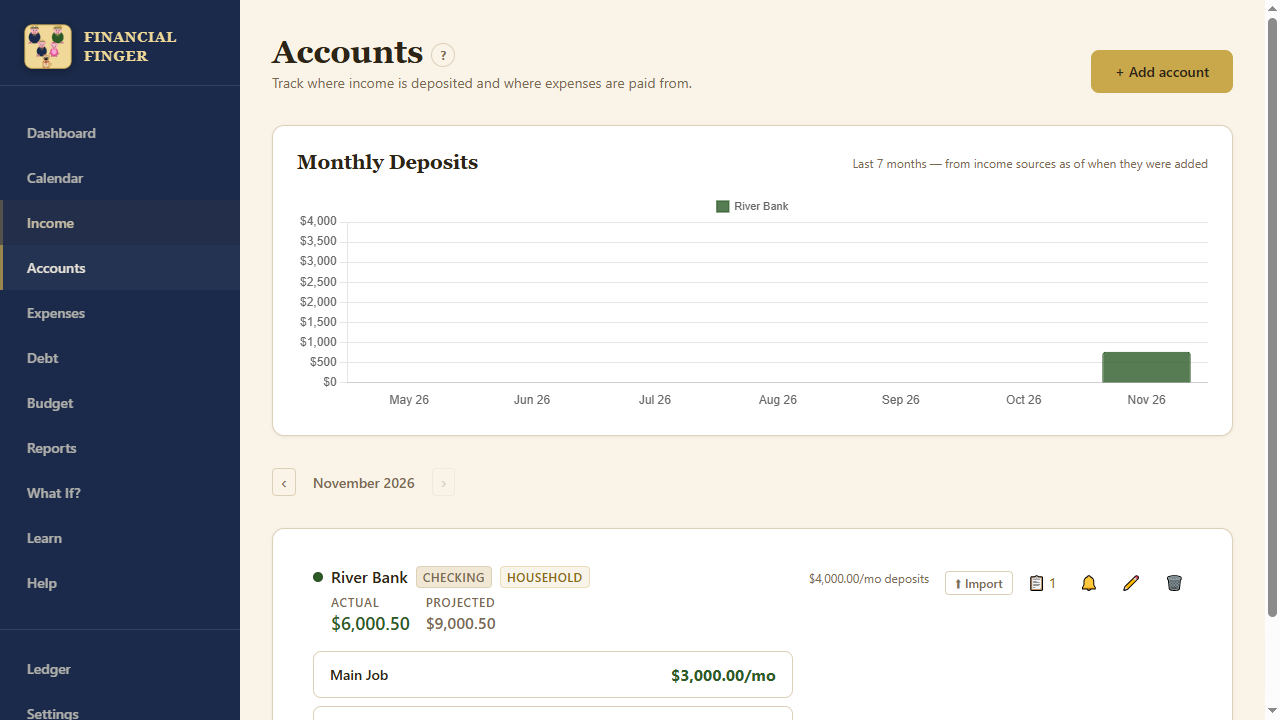 FINANCIAL
FINGER
Dashboard
Calendar
Income
Accounts
Expenses
Debt
Budget
Reports
What If?
Learn
Help
Ledger
Settings
Accounts ?
Track where income is deposited and where expenses are paid from.
+ Add account
Monthly Deposits
Last 7 months — from income sources as of when they were added
River Bank
$4,000
$3,500
$3,000
$2,500
$2,000
$1,500
$1,000
$500
$0
May 26 Jun 26 Jul 26 Aug 26 Sep 26 Oct 26 Nov 26
‹ November 2026 ›
River Bank CHECKING HOUSEHOLD
$4,000.00/mo deposits
⬆ Import
1
ACTUAL PROJECTED
$6,000.50 $9,000.50
Main Job $3,000.00/mo